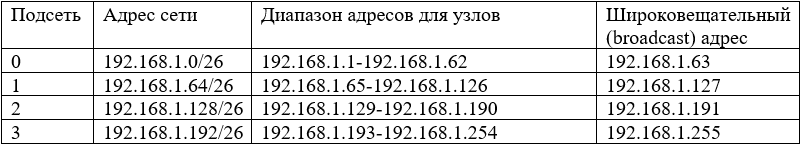 Подсеть Адрес сети Диапазон адресов для узлов Широковещательный
(broadcast) адрес
0 192.168.1.0/26 192.168.1.1-192.168.1.62 192.168.1.63
1 192.168.1.64/26 192.168.1.65-192.168.1.126 192.168.1.127
2 192.168.1.128/26 192.168.1.129-192.168.1.190 192.168.1.191
3 192.168.1.192/26 192.168.1.193-192.168.1.254 192.168.1.255